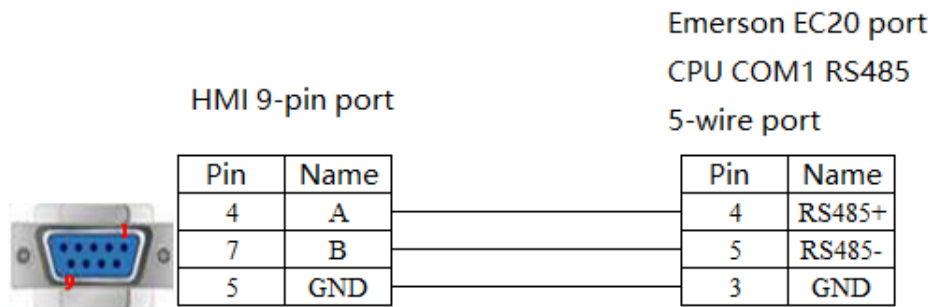 Emerson EC20 port
CPU COM1 RS485
HMI 9-pin port
5-wire port
Pin Name Pin Name
4 A 4 RS485+
1
7 B 5 RS485-
9
5 GND 3 GND